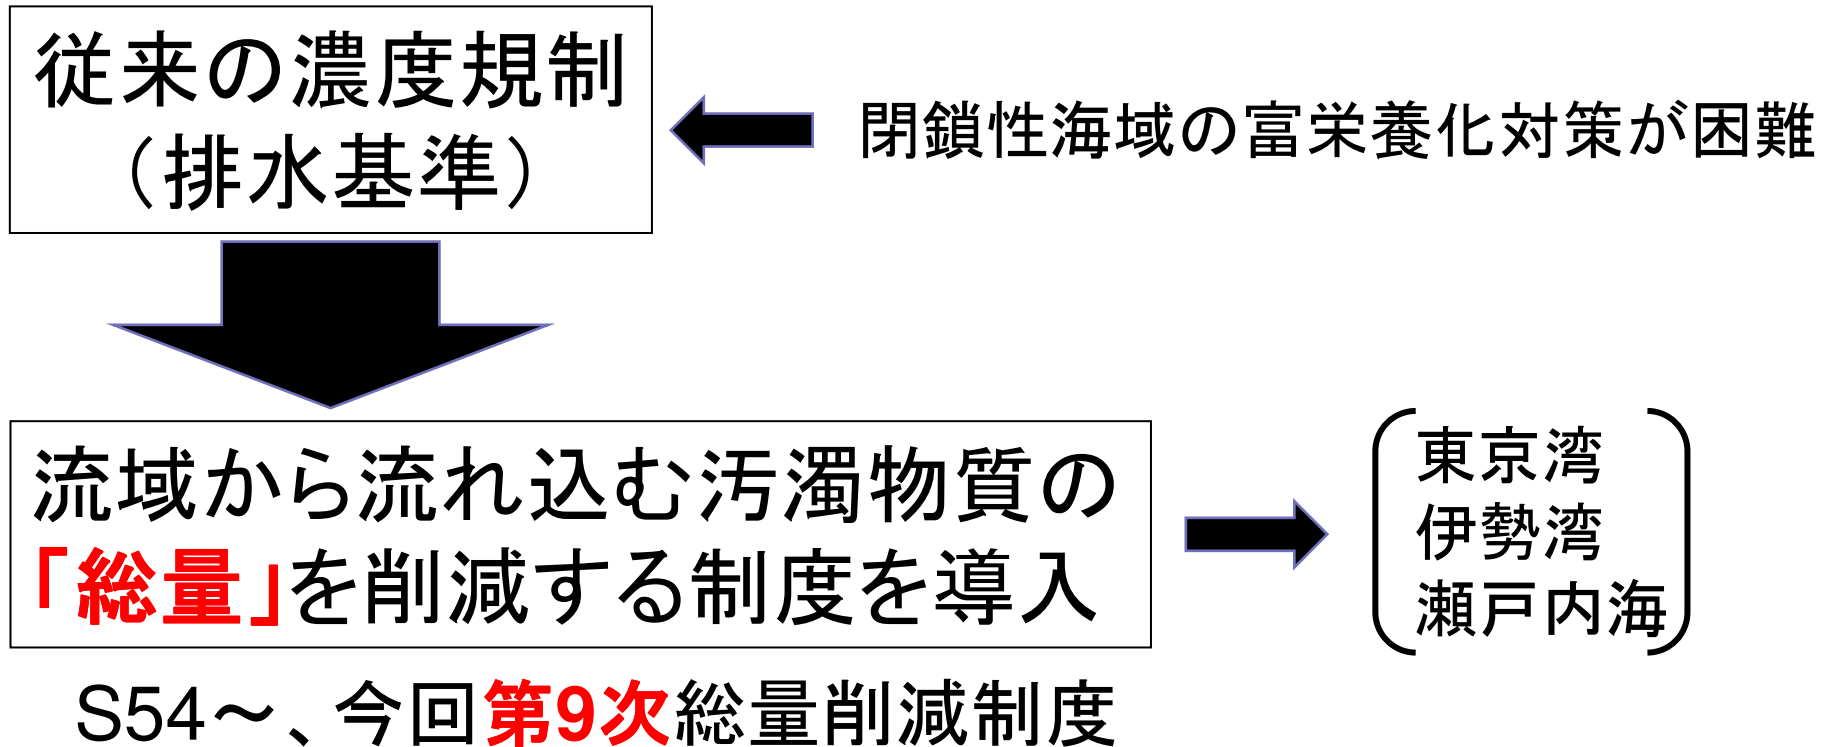 従来の濃度規制
（排水基準）
閉鎖性海域の富栄養化対策が困難
流域から流れ込む汚濁物質の
「総量」を削減する制度を導入
東京湾
伊勢湾
瀬戸内海
S54～、今回第9次総量削減制度